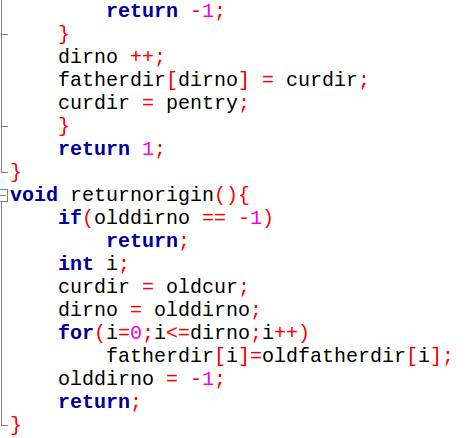 return -1;
    }
    dirno ++;
    fatherdir[dirno] = curdir;
    curdir = pentry;
    }
    return 1;
}
void returnorigin(){
    if(olddirno == -1)
        return;
    int i;
    curdir = oldcur;
    dirno = olddirno;
    for(i=0;i<=dirno;i++)
        fatherdir[i]=oldfatherdir[i];
    olddirno = -1;
    return;
}